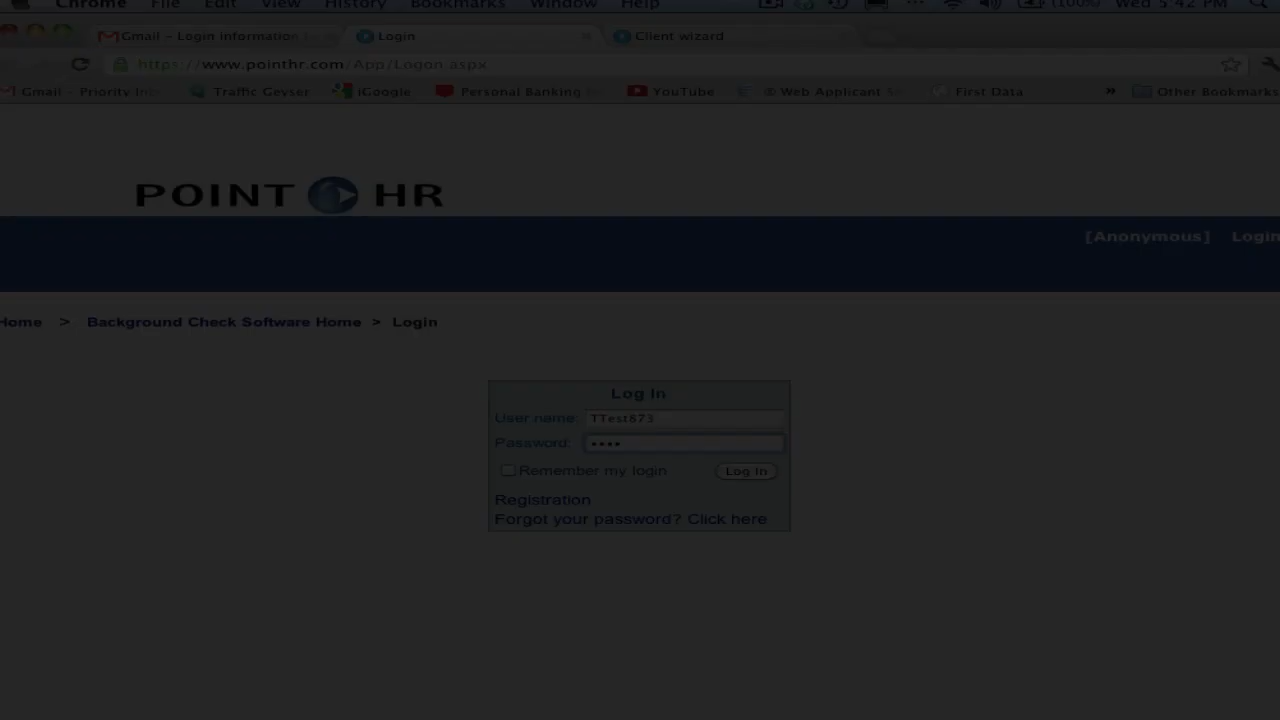 Chrome File Edit View History Bookmarks Window Help (100%) Wed 5:42 PM
Gmail – Login Information Login Client wizard
https://www.pointhr.com/App/Logon.aspx
Gmail - Priority Traffic Geyser iGoogle Personal Banking YouTube Web Applicant First Data » Other Bookmarks
POINT HR
[Anonymous] Login
Home > Background Check Software Home > Login
Log In
User name: TTest873
Password: ••••
Remember my login Log In
Registration
Forgot your password? Click here